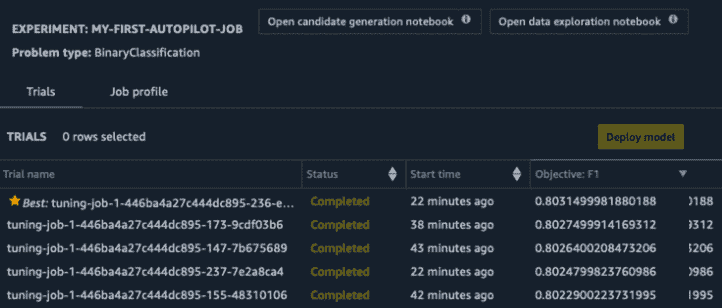 EXPERIMENT: MY-FIRST-AUTOPILOT-JOB Open candidate generation notebook Open data exploration notebook
Problem type: BinaryClassification
Trials Job profile
TRIALS 0 rows selected Deploy model
Trial name Status Start time Objective: F1
Best: tuning-job-1-446ba4a27c444dc895-236-e... Completed 22 minutes ago 0.8031499981880188 0188
tuning-job-1-446ba4a27c444dc895-173-9cdf03b6 Completed 38 minutes ago 0.8027499914169312 9312
tuning-job-1-446ba4a27c444dc895-147-7b675689 Completed 43 minutes ago 0.8026400208473206 3206
tuning-job-1-446ba4a27c444dc895-237-7e2a8ca4 Completed 22 minutes ago 0.8024799823760986 0986
tuning-job-1-446ba4a27c444dc895-155-48310106 Completed 42 minutes ago 0.8022900223731995 1995